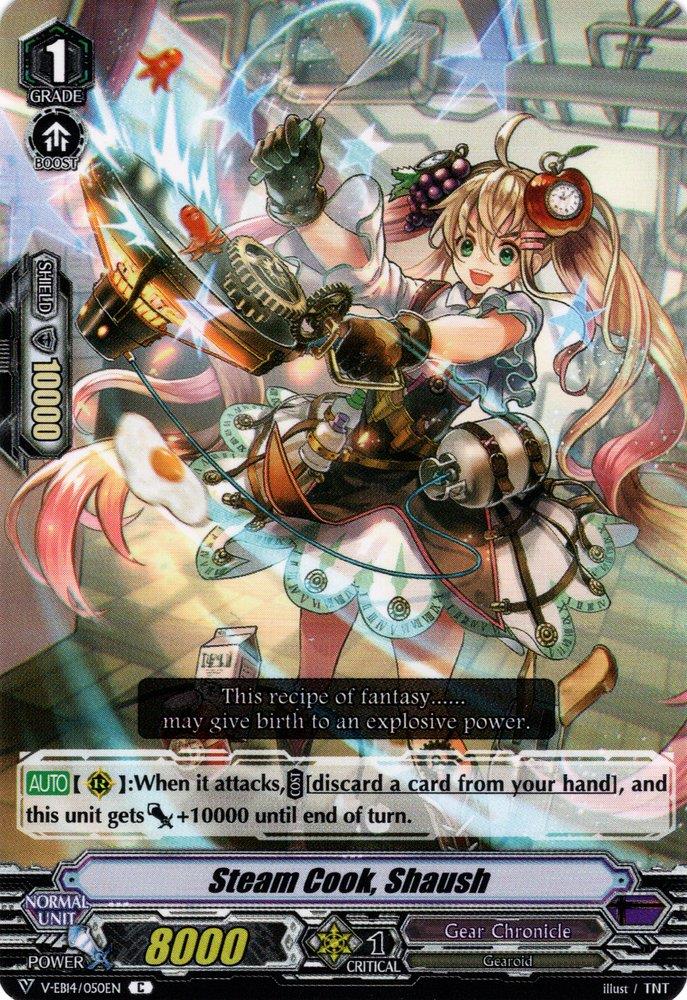 1
GRADE
BOOST
SHIELD
10000
This recipe of fantasy......
may give birth to an explosive power.
AUTO【R】:When it attacks, COST [discard a card from your hand], and
this unit gets +10000 until end of turn.
Steam Cook, Shaush
NORMAL
UNIT
POWER 8000
1
CRITICAL
Gear Chronicle
Gearoid
V-EB14/050EN C
illust / TNT